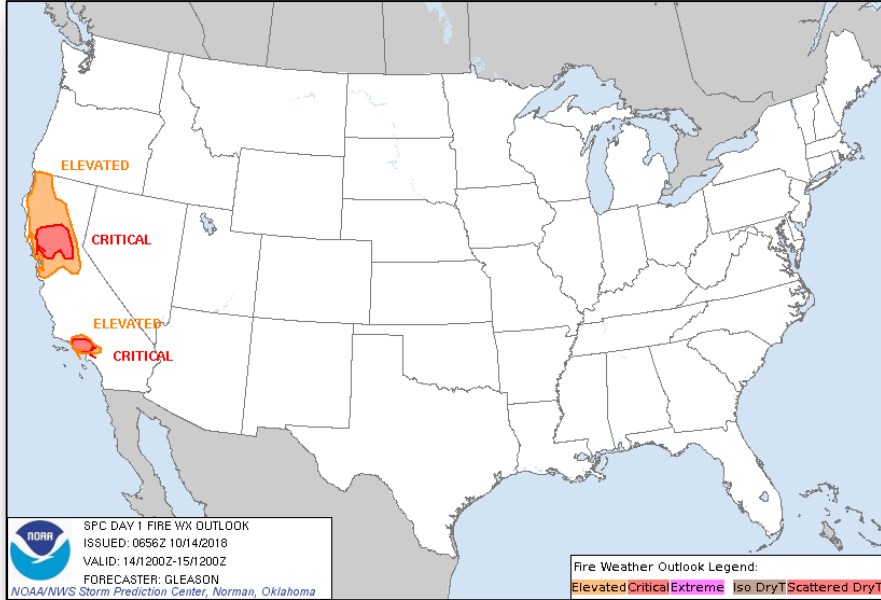 ELEVATED
CRITICAL
ELEVATED
CRITICAL
NOAA
SPC DAY 1 FIRE WX OUTLOOK
ISSUED: 0656Z 10/14/2018
VALID: 14/1200Z-15/1200Z
FORECASTER: GLEASON
NOAA/NWS Storm Prediction Center, Norman, Oklahoma
Fire Weather Outlook Legend:
Elevated Critical Extreme Iso DryT Scattered DryT